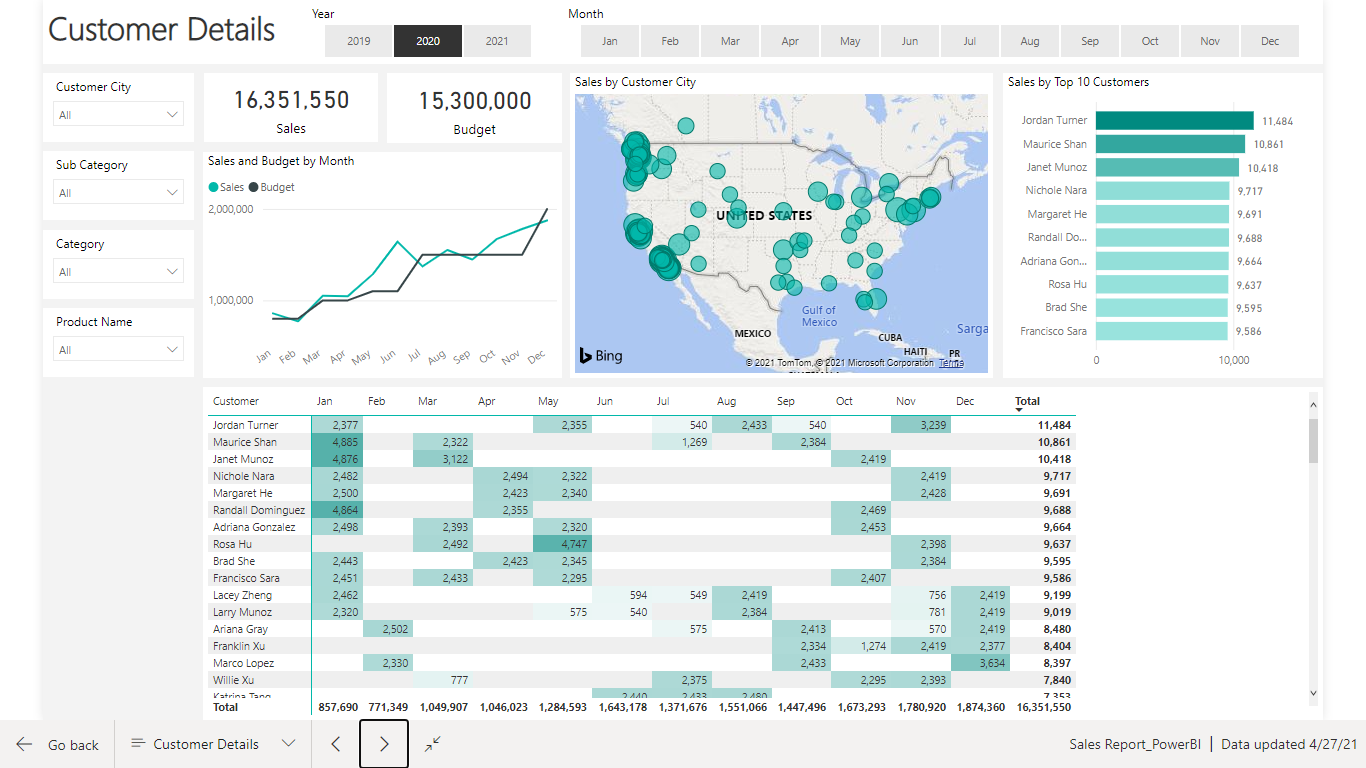 Customer Details
Year
2019 2020 2021
Month
Jan Feb Mar Apr May Jun Jul Aug Sep Oct Nov Dec
Customer City
All
Sub Category
All
Category
All
Product Name
All
16,351,550
Sales
15,300,000
Budget
Sales and Budget by Month
Sales Budget
2,000,000
1,000,000
Jan Feb Mar Apr May Jun Jul Aug Sep Oct Nov Dec
Sales by Customer City
UNITED STATES
Gulf of
Mexico
Sarga
MEXICO
CUBA
HAITI
PR
Bing
© 2021 TomTom, © 2021 Microsoft Corporation Terms
Sales by Top 10 Customers
Jordan Turner 11,484
Maurice Shan 10,861
Janet Munoz 10,418
Nichole Nara 9,717
Margaret He 9,691
Randall Do... 9,688
Adriana Gon... 9,664
Rosa Hu 9,637
Brad She 9,595
Francisco Sara 9,586
0 10,000
Customer Jan Feb Mar Apr May Jun Jul Aug Sep Oct Nov Dec Total
Jordan Turner 2,377 2,355 540 2,433 540 3,239 11,484
Maurice Shan 4,885 2,322 1,269 2,384 10,861
Janet Munoz 4,876 3,122 2,419 10,418
Nichole Nara 2,482 2,494 2,322 2,419 9,717
Margaret He 2,500 2,423 2,340 2,428 9,691
Randall Dominguez 4,864 2,355 2,469 9,688
Adriana Gonzalez 2,498 2,393 2,320 2,453 9,664
Rosa Hu 2,492 4,747 2,398 9,637
Brad She 2,443 2,423 2,345 2,384 9,595
Francisco Sara 2,451 2,433 2,295 2,407 9,586
Lacey Zheng 2,462 594 549 2,419 756 2,419 9,199
Larry Munoz 2,320 575 540 2,384 781 2,419 9,019
Ariana Gray 2,502 575 2,413 570 2,419 8,480
Franklin Xu 2,334 1,274 2,419 2,377 8,404
Marco Lopez 2,330 2,433 3,634 8,397
Willie Xu 777 2,375 2,295 2,393 7,840
Katrina Tang 2,440 2,433 2,480 7,353
Total 857,690 771,349 1,049,907 1,046,023 1,284,593 1,643,178 1,371,676 1,551,066 1,447,496 1,673,293 1,780,920 1,874,360 16,351,550
Go back
Customer Details
Sales Report_PowerBI | Data updated 4/27/21